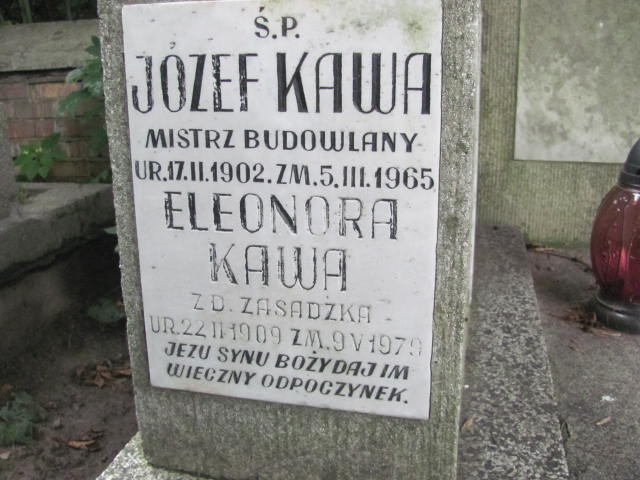 Ś.P.
JÓZEF KAWA
MISTRZ BUDOWLANY
UR.17.II.1902.ZM.5.III.1965
ELEONORA
KAWA
Z D. ZASADZKA
UR.22 II 1909 ZM.9 V 1979
JEZU SYNU BOŻY DAJ IM
WIECZNY ODPOCZYNEK.